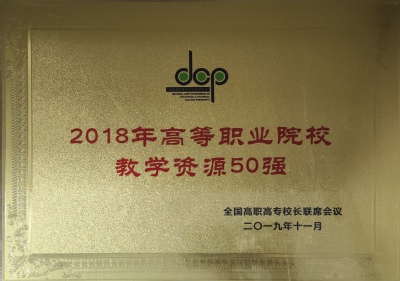 dcp
2018年高等职业院校
教学资源50强
全国高职高专校长联席会议
二〇一九年十一月